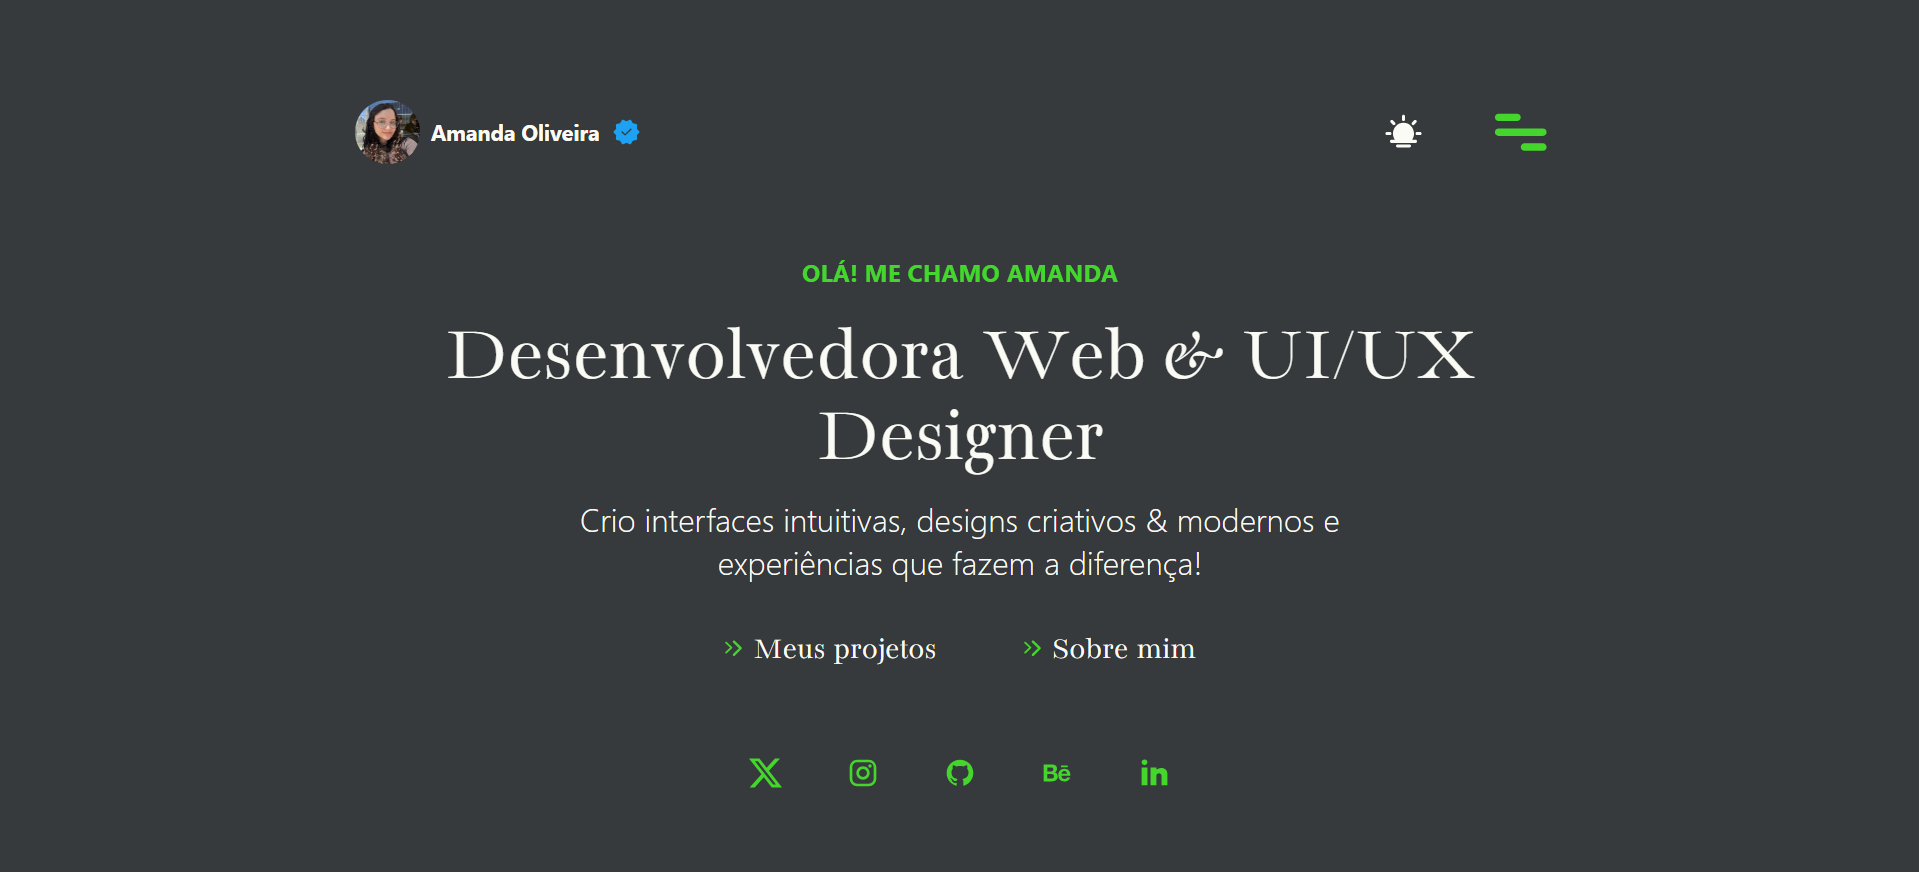 Amanda Oliveira
OLÁ! ME CHAMO AMANDA
Desenvolvedora Web & UI/UX
Designer
Crio interfaces intuitivas, designs criativos & modernos e
experiências que fazem a diferença!
Meus projetos
Sobre mim